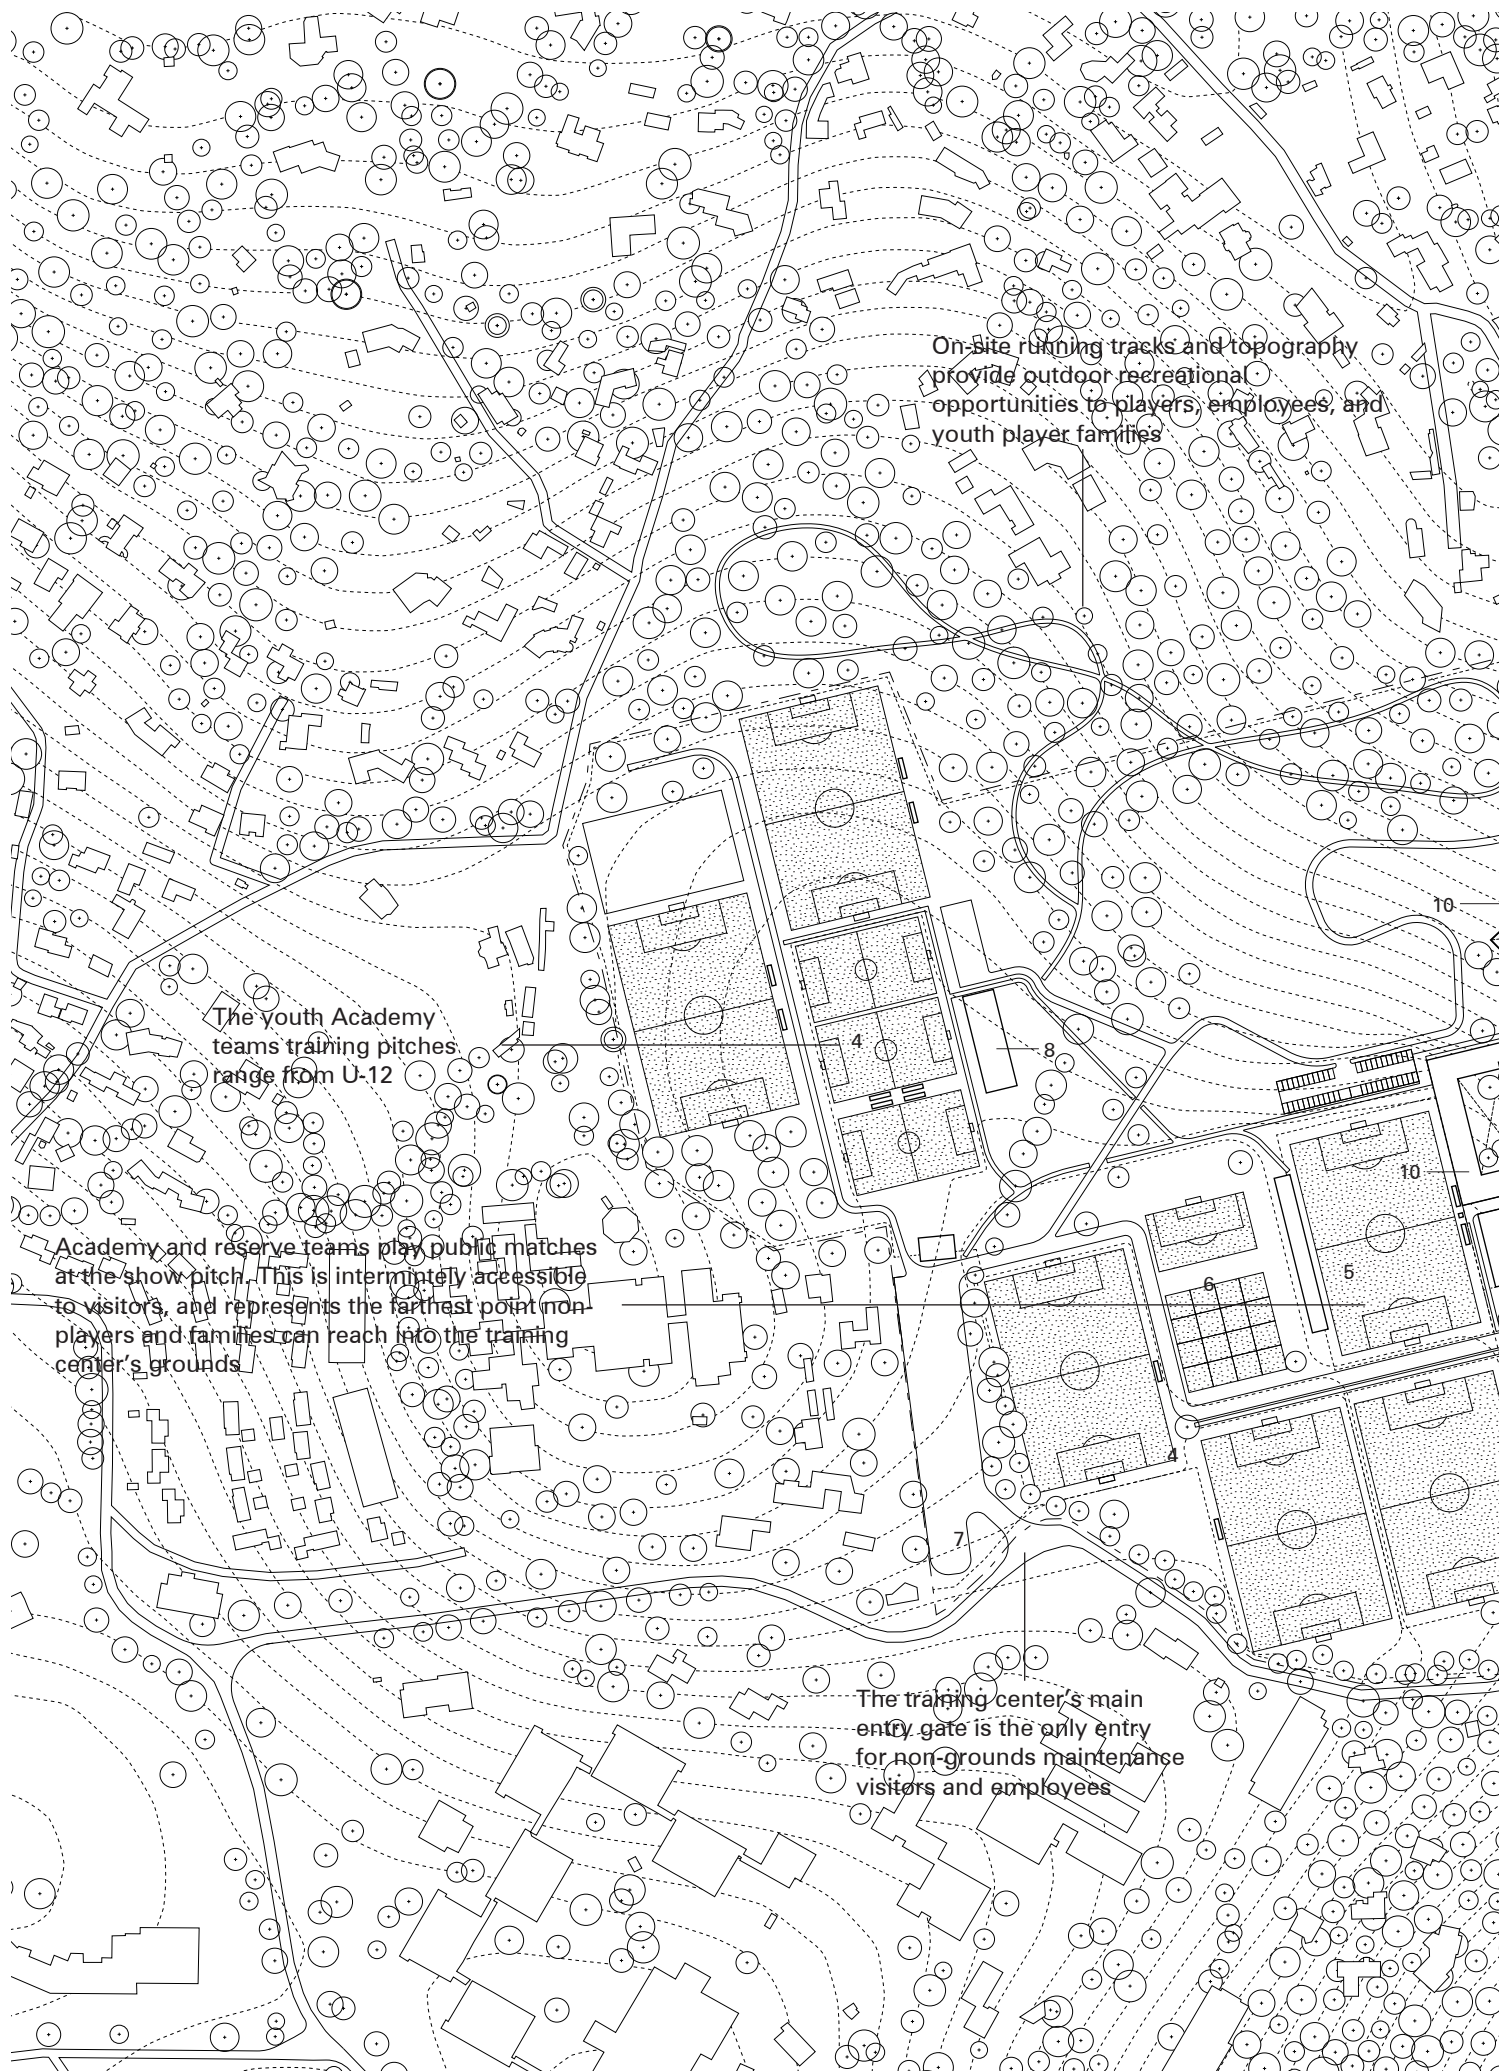 On-site running tracks and topography
provide outdoor recreational
opportunities to players, employees, and
youth player families
10
The youth Academy
teams training pitches
range from U-12
4
8
10
Academy and reserve teams play public matches
at the show pitch. This is intermintely accessible
to visitors, and represents the farthest point non-
players and families can reach into the training
center's grounds
6
5
4
7
The training center's main
entry gate is the only entry
for non-grounds maintenance
visitors and employees